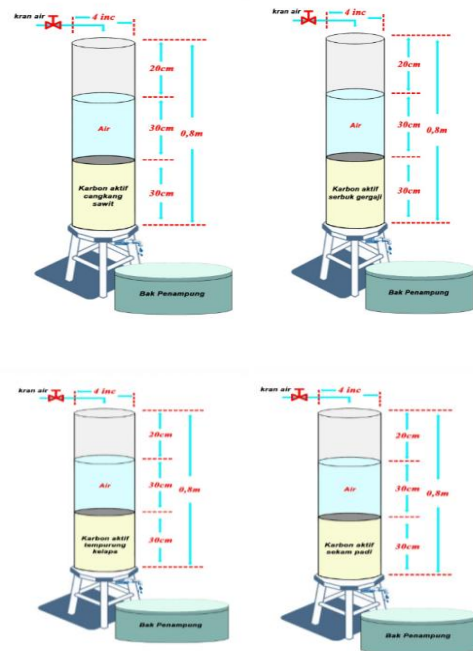 kran air
4 inc
20cm
Air
30cm
0,8m
Karbon aktif
cangkang
sawit
30cm
Bak Penampung
kran air
4 inc
20cm
Air
30cm
0,8m
Karbon aktif
serbuk gergaji
30cm
Bak Penampung
kran air
4 inc
20cm
Air
30cm
0,8m
Karbon aktif
tempurung
kelapa
30cm
Bak Penampung
kran air
4 inc
20cm
Air
30cm
0,8m
Karbon aktif
sekam padi
30cm
Bak Penampung